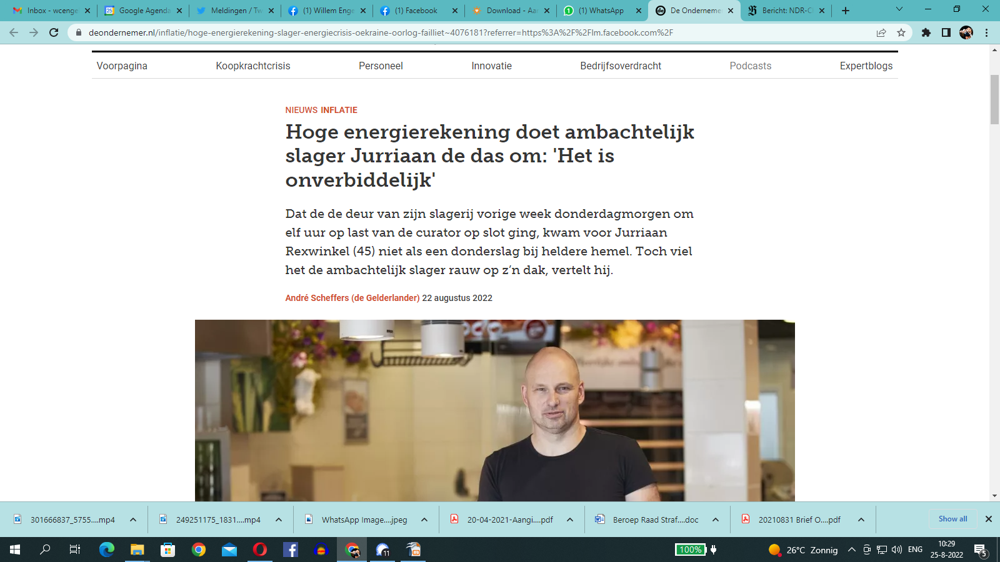 Inbox - wcenge
Google Agenda
Meldingen / Tw
(1) Willem Enge
(1) Facebook
Download - Aa
(1) WhatsApp
De Ondernemer
Bericht: NDR-C
deondernemer.nl/inflatie/hoge-energierekening-slager-energiecrisis-oekraine-oorlog-failliet~4076181?referrer=https%3A%2F%2Flm.facebook.com%2F
Voorpagina
Koopkrachtcrisis
Personeel
Innovatie
Bedrijfsoverdracht
Podcasts
Expertblogs
NIEUWS INFLATIE
Hoge energierekening doet ambachtelijk
slager Jurriaan de das om: 'Het is
onverbiddelijk'
Dat de de deur van zijn slagerij vorige week donderdagmorgen om
elf uur op last van de curator op slot ging, kwam voor Jurriaan
Rexwinkel (45) niet als een donderslag bij heldere hemel. Toch viel
het de ambachtelijk slager rauw op z’n dak, vertelt hij.
André Scheffers (de Gelderlander) 22 augustus 2022
301666837_5755....mp4
249251175_1831....mp4
WhatsApp Image....jpeg
20-04-2021-Aangi....pdf
Beroep Raad Straf....doc
20210831 Brief O....pdf
Show all
11
100%
26°C Zonnig
ENG
10:29
25-8-2022
5